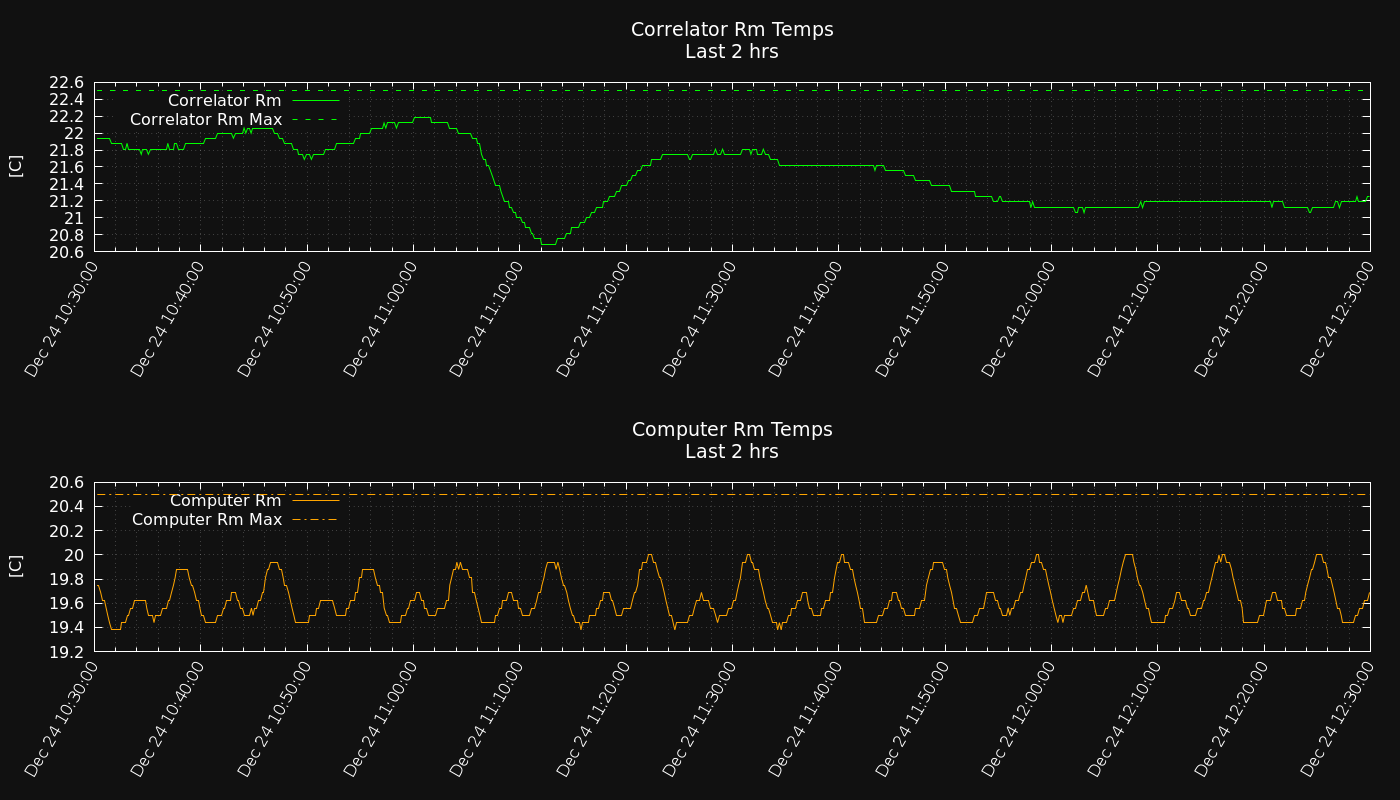 Correlator Rm Temps
Last 2 hrs
22.6
22.4
22.2
22
21.8
21.6
21.4
21.2
21
20.8
20.6
[C]
Correlator Rm
Correlator Rm Max
Dec 24 10:30:00
Dec 24 10:40:00
Dec 24 10:50:00
Dec 24 11:00:00
Dec 24 11:10:00
Dec 24 11:20:00
Dec 24 11:30:00
Dec 24 11:40:00
Dec 24 11:50:00
Dec 24 12:00:00
Dec 24 12:10:00
Dec 24 12:20:00
Dec 24 12:30:00
Computer Rm Temps
Last 2 hrs
20.6
20.4
20.2
20
19.8
19.6
19.4
19.2
[C]
Computer Rm
Computer Rm Max
Dec 24 10:30:00
Dec 24 10:40:00
Dec 24 10:50:00
Dec 24 11:00:00
Dec 24 11:10:00
Dec 24 11:20:00
Dec 24 11:30:00
Dec 24 11:40:00
Dec 24 11:50:00
Dec 24 12:00:00
Dec 24 12:10:00
Dec 24 12:20:00
Dec 24 12:30:00